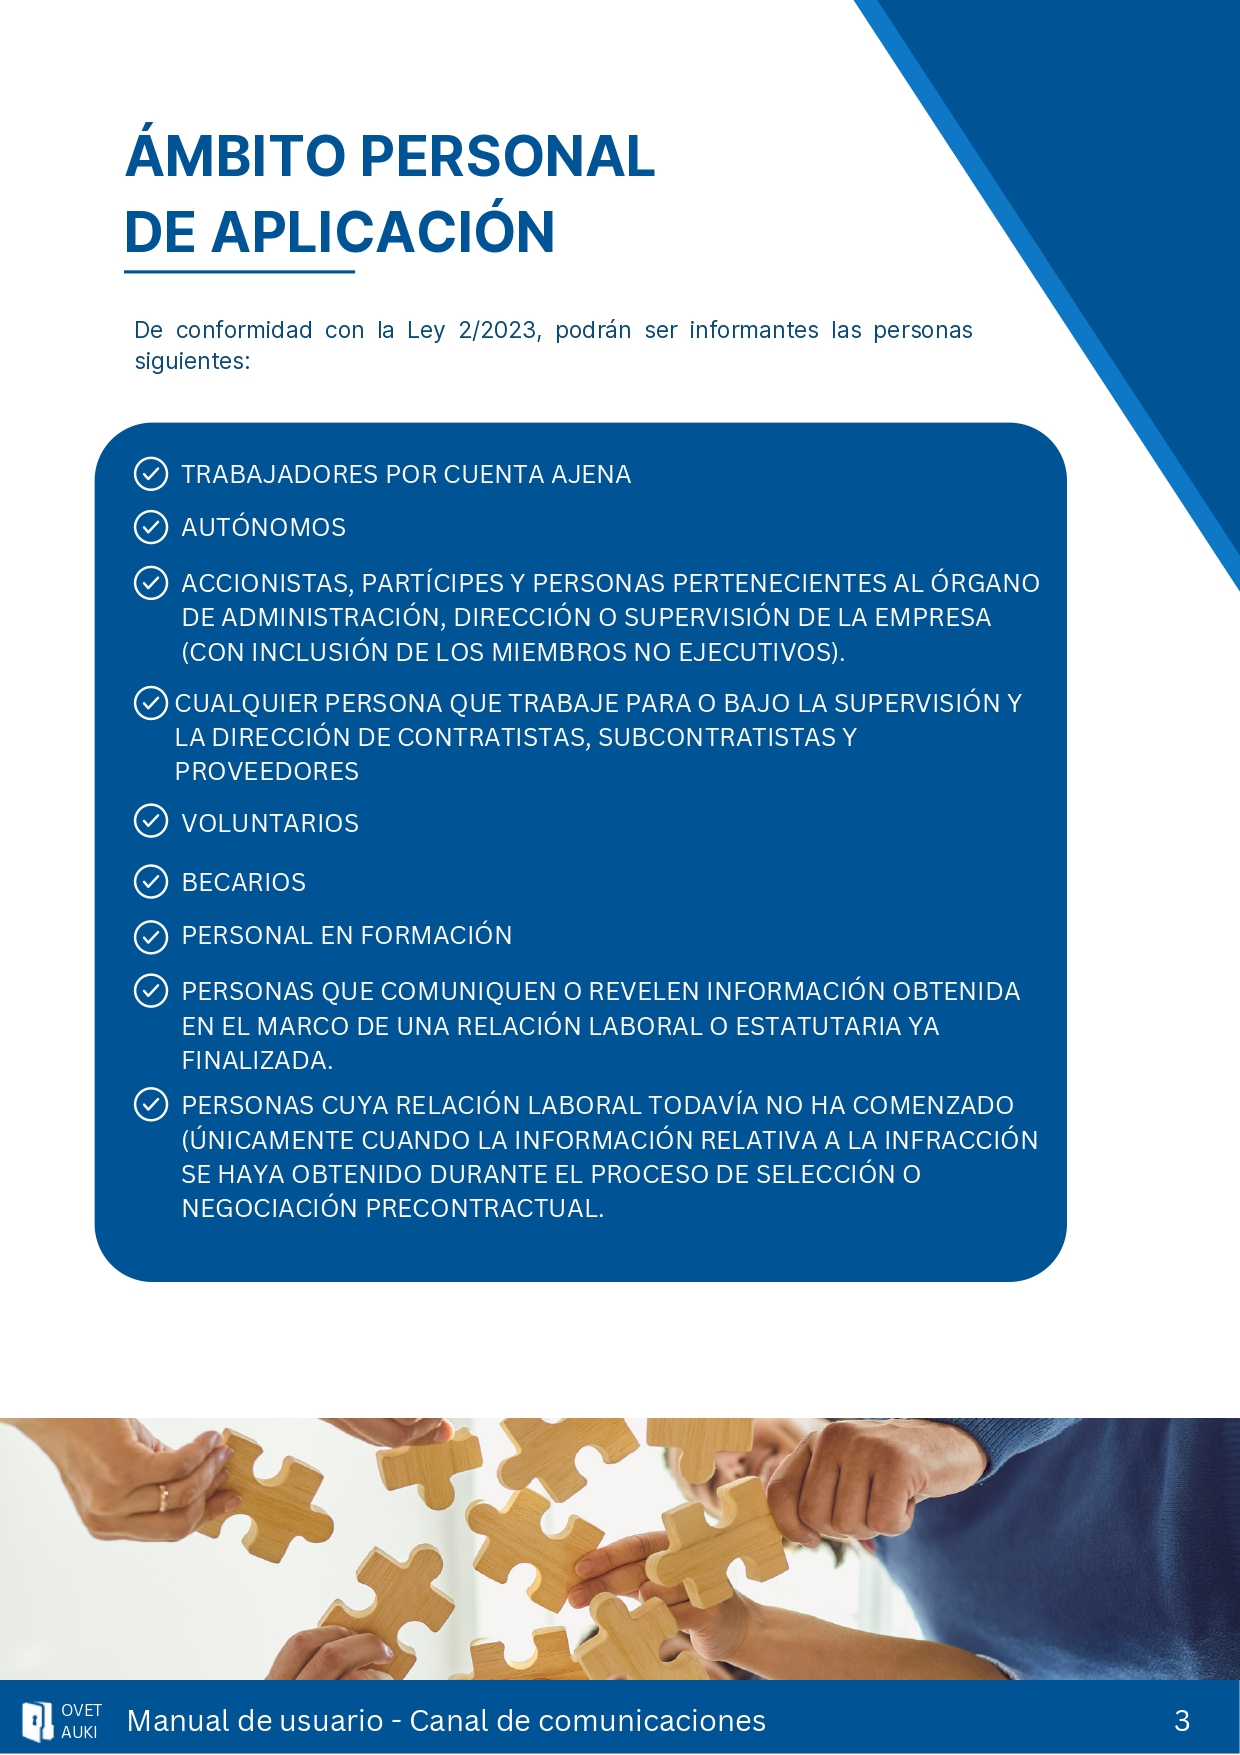 ÁMBITO PERSONAL
DE APLICACIÓN
De conformidad con la Ley 2/2023, podrán ser informantes las personas
siguientes:
TRABAJADORES POR CUENTA AJENA
AUTÓNOMOS
ACCIONISTAS, PARTÍCIPES Y PERSONAS PERTENECIENTES AL ÓRGANO
DE ADMINISTRACIÓN, DIRECCIÓN O SUPERVISIÓN DE LA EMPRESA
(CON INCLUSIÓN DE LOS MIEMBROS NO EJECUTIVOS).
CUALQUIER PERSONA QUE TRABAJE PARA O BAJO LA SUPERVISIÓN Y
LA DIRECCIÓN DE CONTRATISTAS, SUBCONTRATISTAS Y
PROVEEDORES
VOLUNTARIOS
BECARIOS
PERSONAL EN FORMACIÓN
PERSONAS QUE COMUNIQUEN O REVELEN INFORMACIÓN OBTENIDA
EN EL MARCO DE UNA RELACIÓN LABORAL O ESTATUTARIA YA
FINALIZADA.
PERSONAS CUYA RELACIÓN LABORAL TODAVÍA NO HA COMENZADO
(ÚNICAMENTE CUANDO LA INFORMACIÓN RELATIVA A LA INFRACCIÓN
SE HAYA OBTENIDO DURANTE EL PROCESO DE SELECCIÓN O
NEGOCIACIÓN PRECONTRACTUAL.
OVET
AUKI
Manual de usuario - Canal de comunicaciones
3